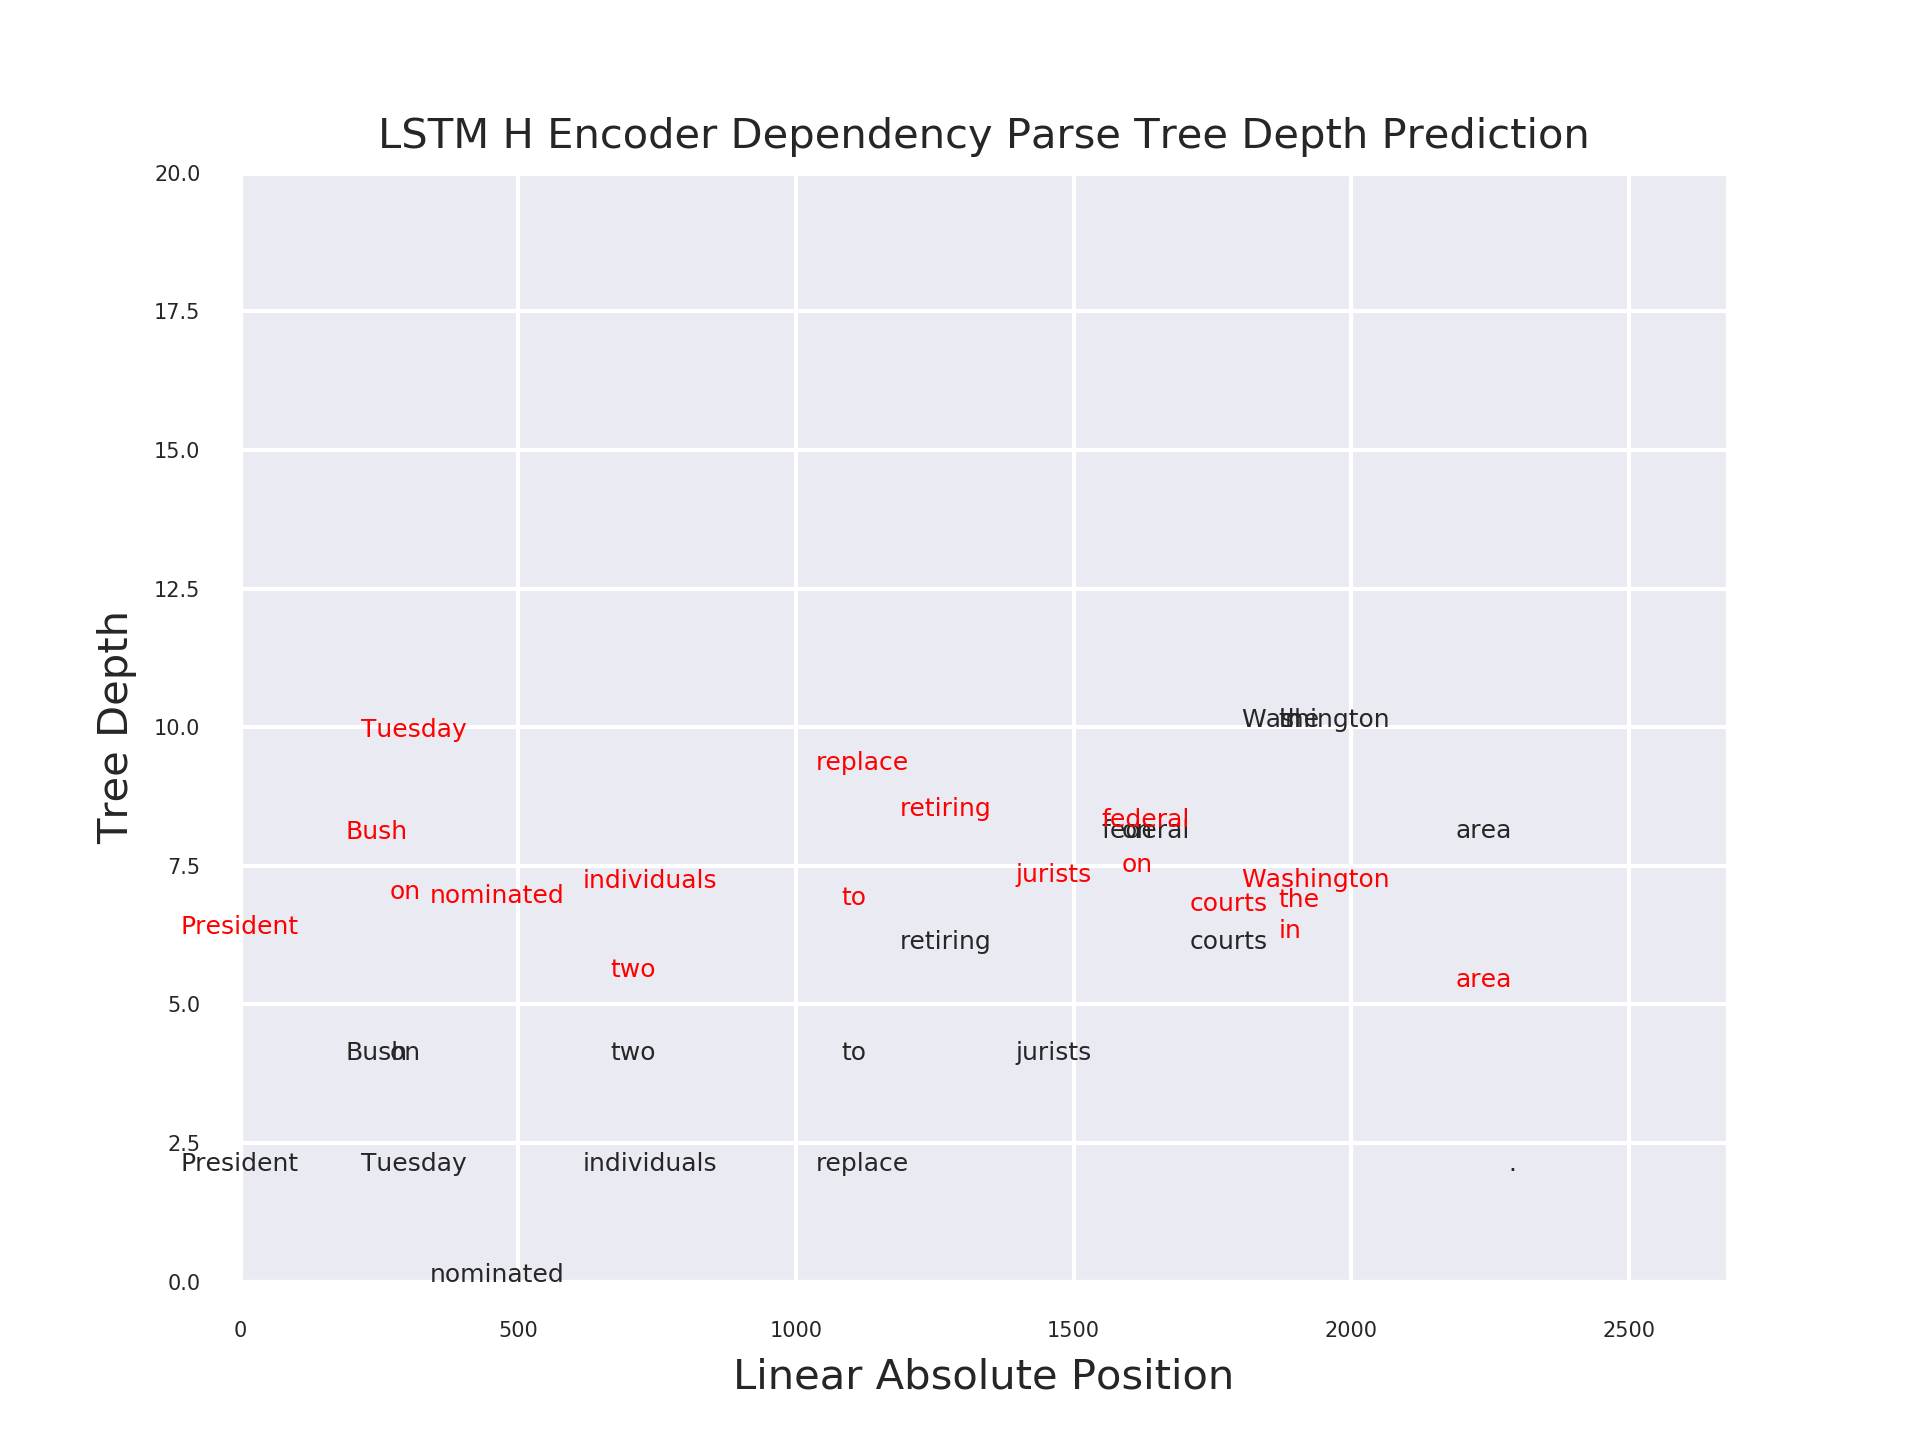 LSTM H Encoder Dependency Parse Tree Depth Prediction
20.0
17.5
15.0
12.5
10.0
7.5
5.0
2.5
0.0
Tree Depth
Washington the in
Tuesday
replace
retiring
federal
Bush
federal on
area
on
jurists
individuals
Washington
on
nominated
to
the
courts
President
in
retiring
courts
two
area
Bush on
two
to
jurists
President
Tuesday
individuals
replace
.
nominated
0
500
1000
1500
2000
2500
Linear Absolute Position